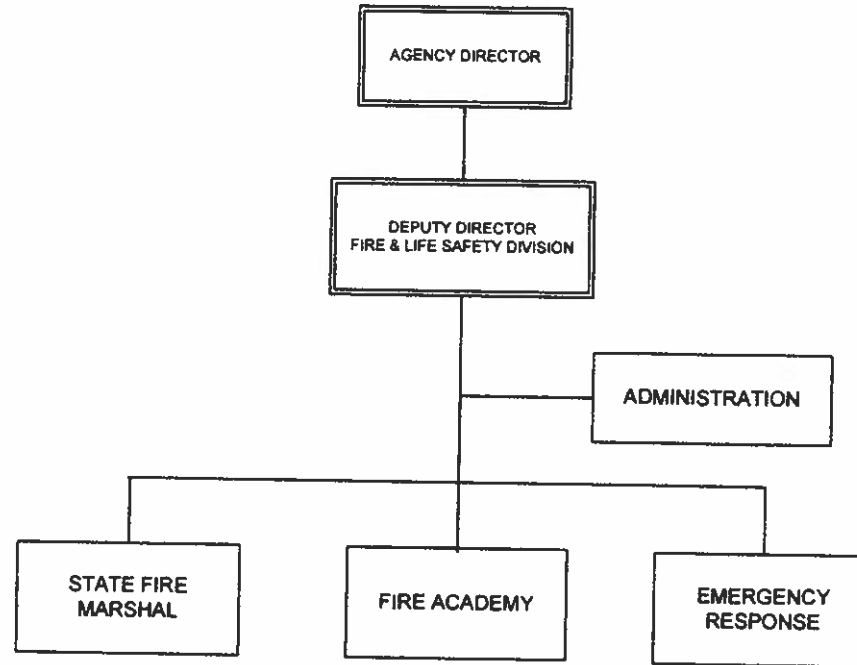 AGENCY DIRECTOR
DEPUTY DIRECTOR
FIRE & LIFE SAFETY DIVISION
ADMINISTRATION
STATE FIRE
MARSHAL
FIRE ACADEMY
EMERGENCY
RESPONSE